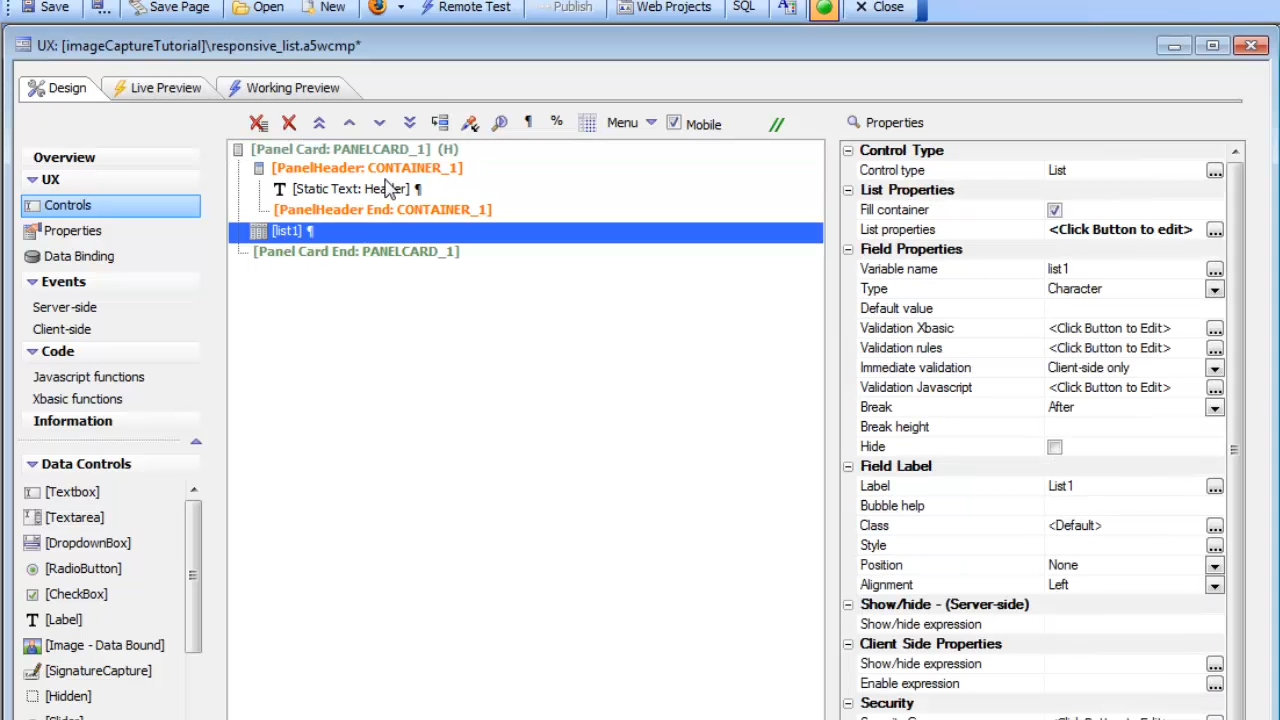 Save Save Page Open New Remote Test Publish Web Projects SQL A Close
UX: [imageCaptureTutorial]\responsive_list.a5wcmp*
Design Live Preview Working Preview
¶ % Menu Mobile // Properties
Overview
UX
Controls
Properties
Data Binding
Events
Server-side
Client-side
Code
Javascript functions
Xbasic functions
Information
Data Controls
[Textbox]
[Textarea]
[DropdownBox]
[RadioButton]
[CheckBox]
T [Label]
[Image - Data Bound]
[SignatureCapture]
[Hidden]
[Panel Card: PANELCARD_1] (H)
[PanelHeader: CONTAINER_1]
T [Static Text: Header] ¶
[PanelHeader End: CONTAINER_1]
[list1] ¶
[Panel Card End: PANELCARD_1]
Control Type
Control type List ...
List Properties
Fill container
List properties <Click Button to edit> ...
Field Properties
Variable name list1 ...
Type Character
Default value
Validation Xbasic <Click Button to Edit> ...
Validation rules <Click Button to Edit> ...
Immediate validation Client-side only
Validation Javascript <Click Button to Edit> ...
Break After
Break height
Hide
Field Label
Label List1 ...
Bubble help
Class <Default> ...
Style ...
Position None
Alignment Left
Show/hide - (Server-side)
Show/hide expression
Client Side Properties
Show/hide expression ...
Enable expression ...
Security